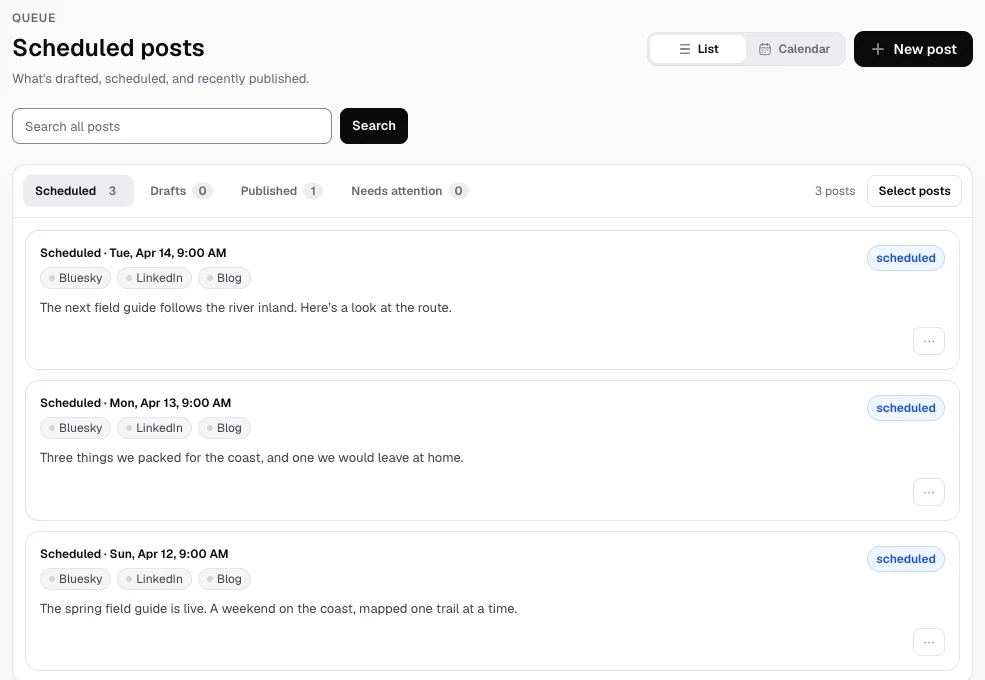 QUEUE
Scheduled posts
What's drafted, scheduled, and recently published.
List
Calendar
New post
Search all posts
Search
Scheduled 3
Drafts 0
Published 1
Needs attention 0
3 posts
Select posts
Scheduled · Tue, Apr 14, 9:00 AM
scheduled
Bluesky
LinkedIn
Blog
The next field guide follows the river inland. Here's a look at the route.
...
Scheduled · Mon, Apr 13, 9:00 AM
scheduled
Bluesky
LinkedIn
Blog
Three things we packed for the coast, and one we would leave at home.
...
Scheduled · Sun, Apr 12, 9:00 AM
scheduled
Bluesky
LinkedIn
Blog
The spring field guide is live. A weekend on the coast, mapped one trail at a time.
...